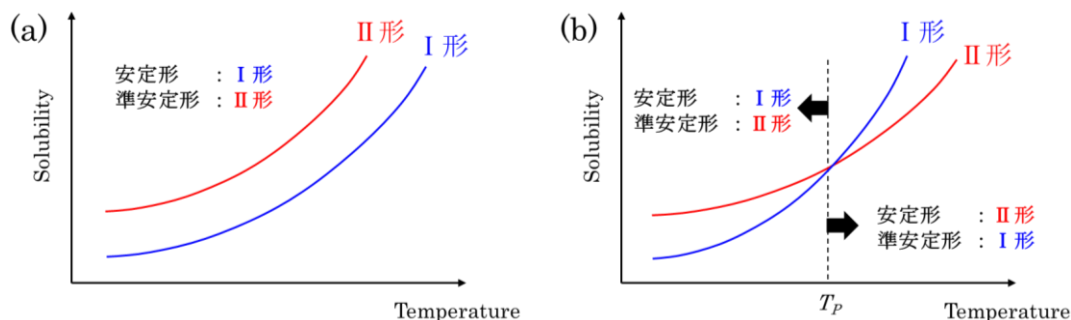 (a)
Solubility
Ⅱ 形
Ⅰ 形
安定形 : Ⅰ 形
準安定形 : Ⅱ 形
Temperature
(b)
Solubility
Ⅰ 形
Ⅱ 形
安定形 : Ⅰ 形
準安定形 : Ⅱ 形
安定形 : Ⅱ 形
準安定形 : Ⅰ 形
T_P
Temperature